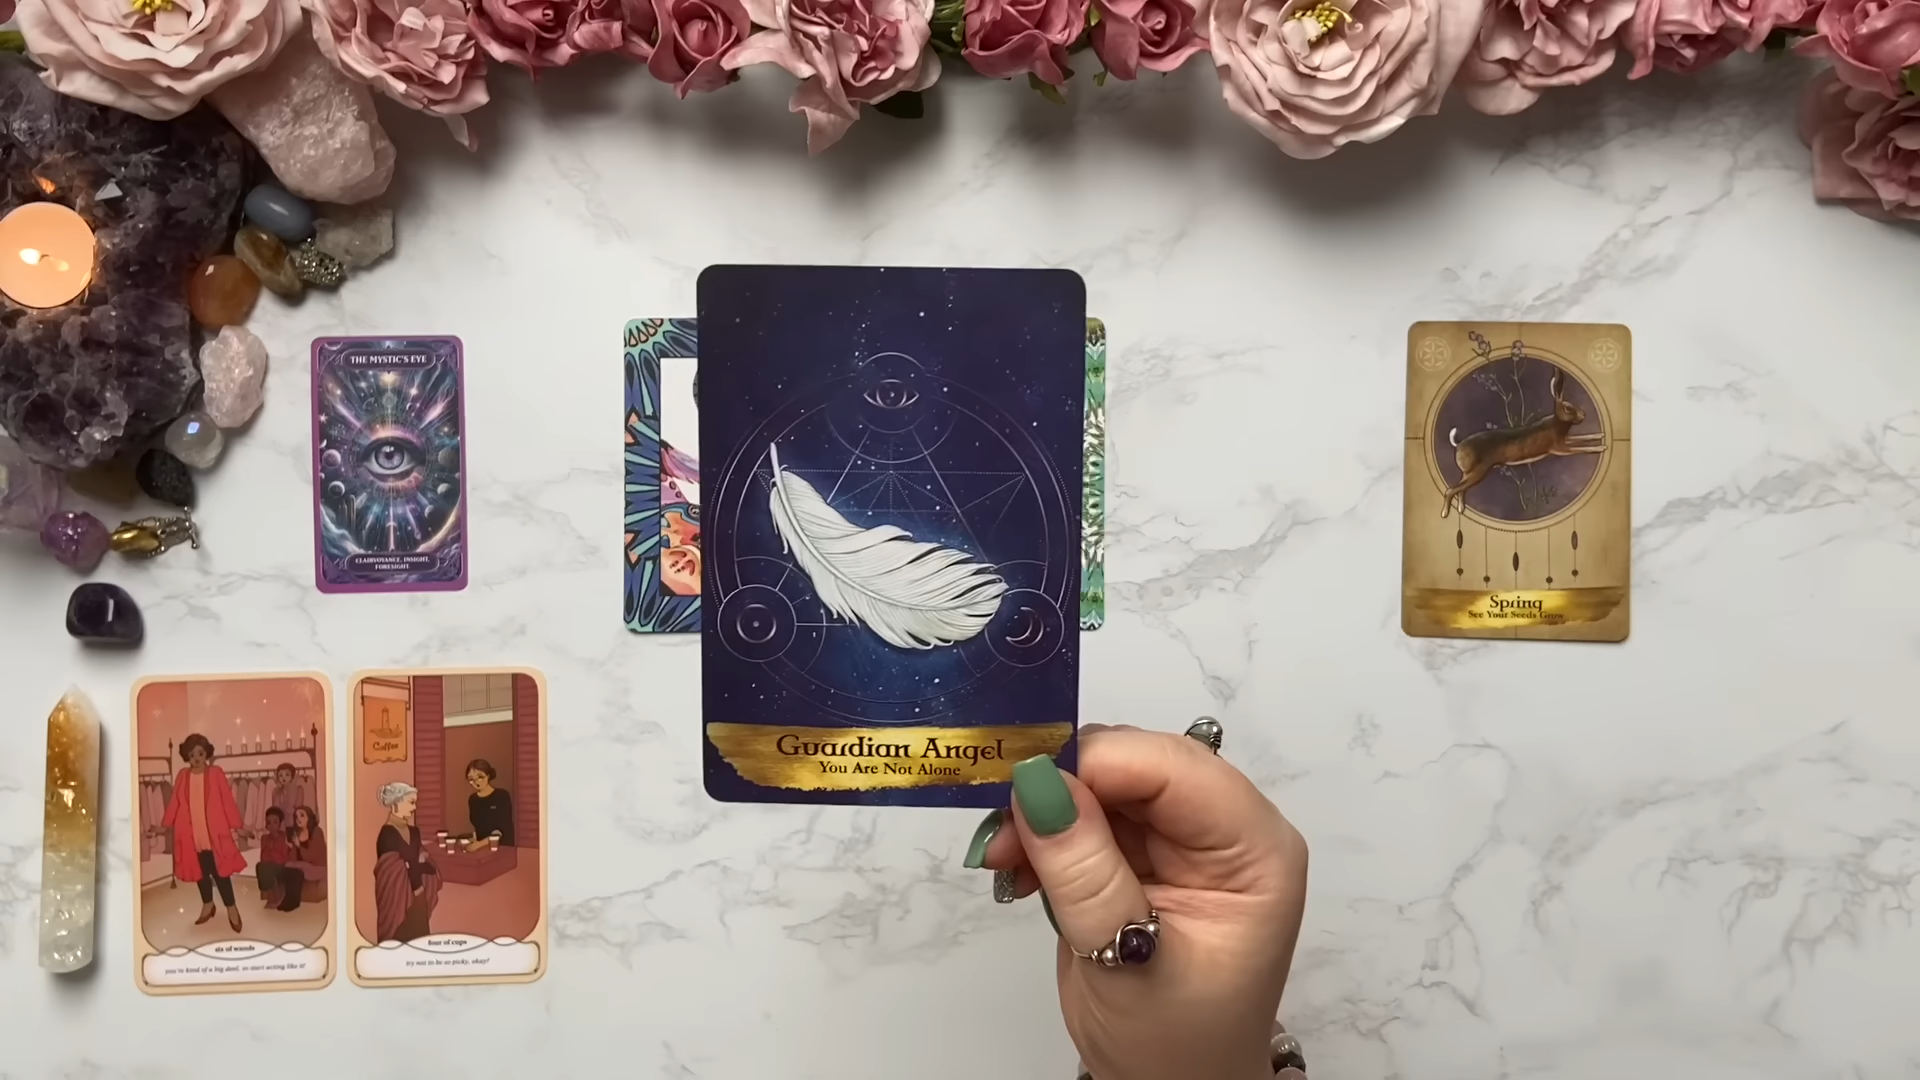 THE MYSTIC'S EYE
CLAIRVOYANCE, INSIGHT,
FORESIGHT
Guardian Angel
You Are Not Alone
Spring
See Your Seeds Grow
Coffee
six of wands
you're kind of a big deal, so start acting like it!
four of cups
try not to be so picky, okay?